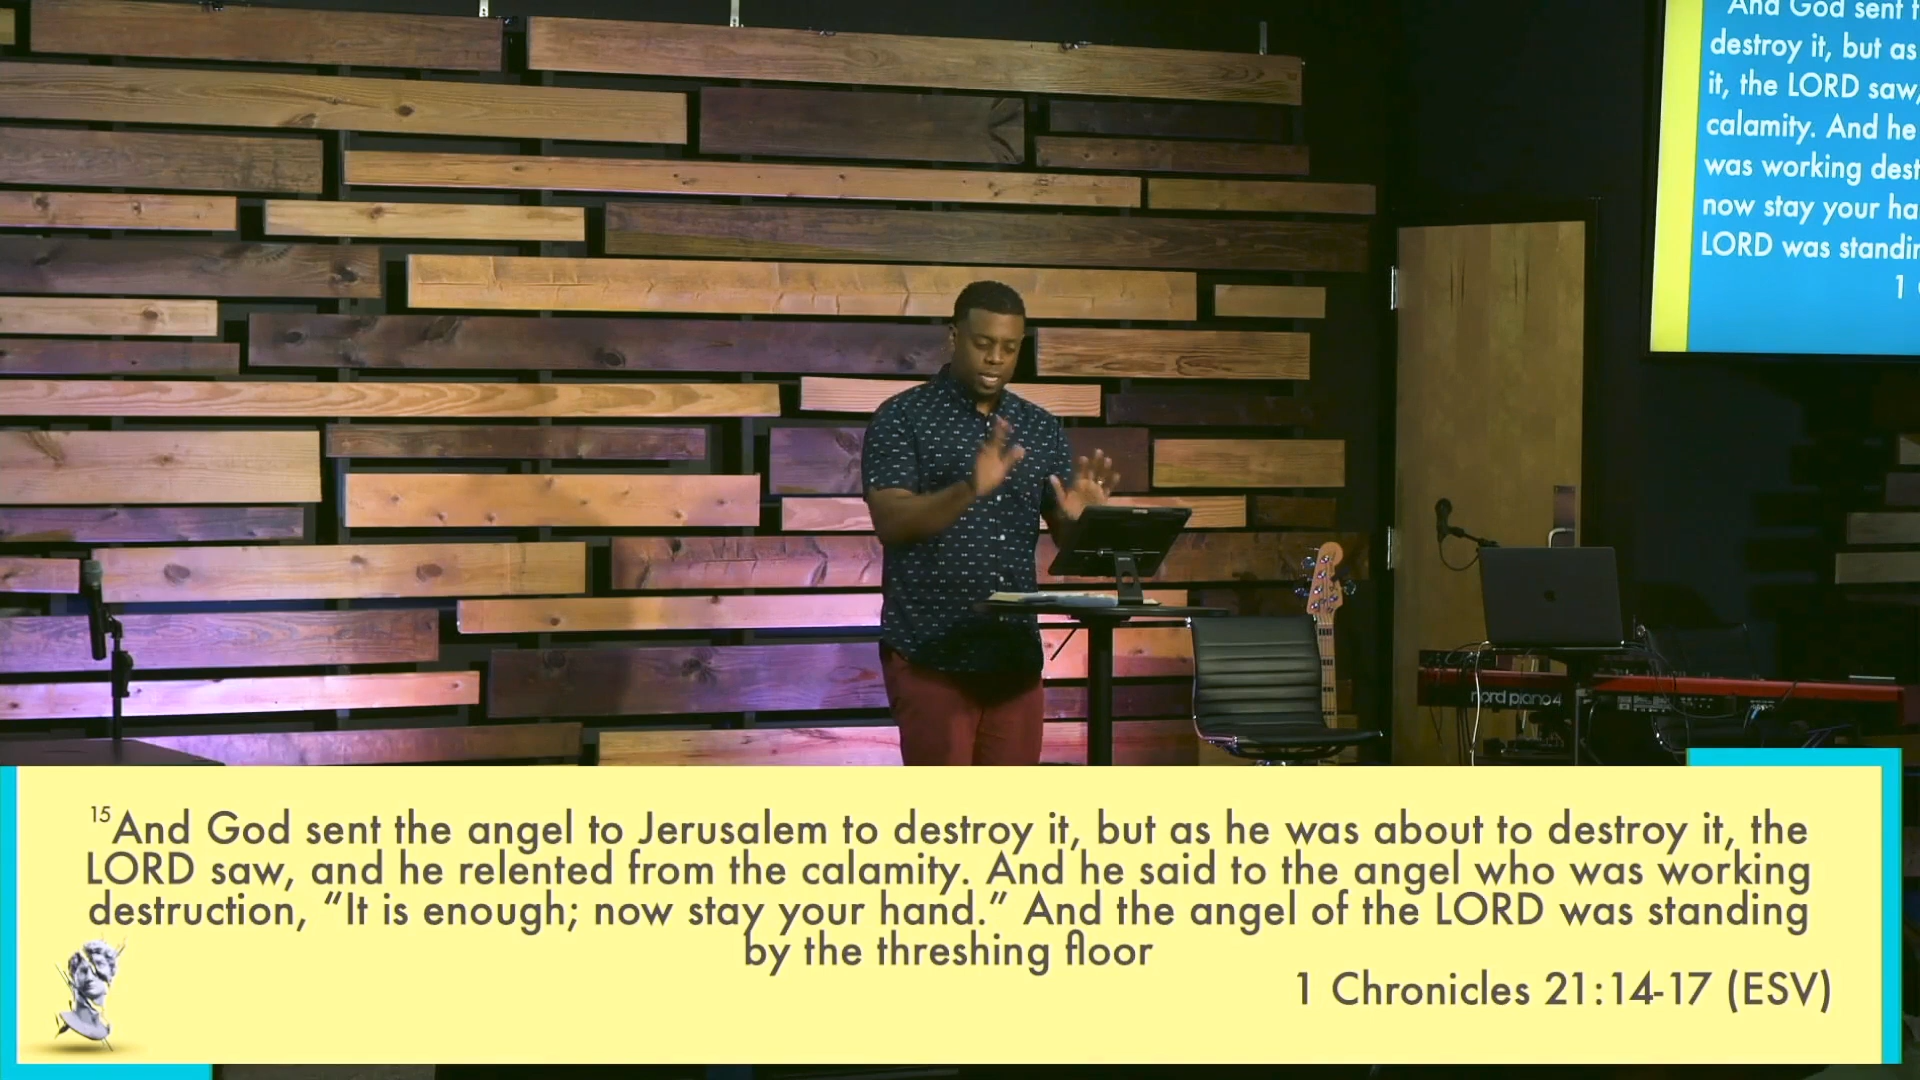 And God sent
destroy it, but as
it, the LORD saw,
calamity. And he
was working
now stay your
LORD was
1
nord piano 4
15And God sent the angel to Jerusalem to destroy it, but as he was about to destroy it, the
LORD saw, and he relented from the calamity. And he said to the angel who was working
destruction, “It is enough; now stay your hand.” And the angel of the LORD was standing
by the threshing floor
1 Chronicles 21:14-17 (ESV)